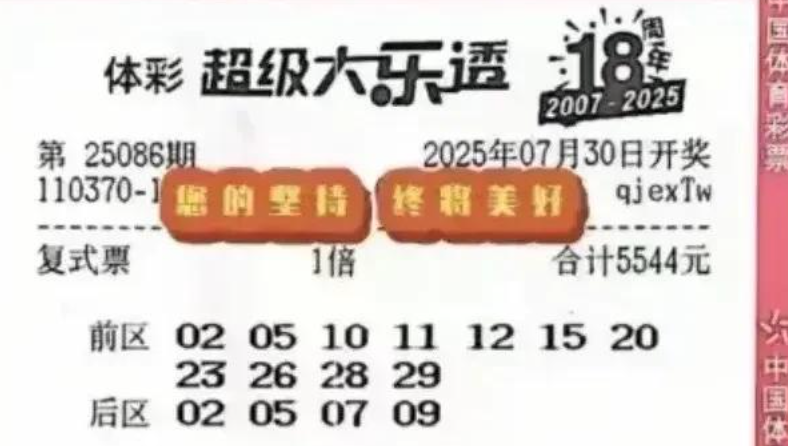 体彩 超级大乐透 18周年
2007-2025
第 25086期 2025年07月30日开奖
110370-1 qjexTw
您的坚持 终将美好
复式票 1倍 合计5544元
前区 02 05 10 11 12 15 20
23 26 28 29
后区 02 05 07 09
中国体育彩票
中国体